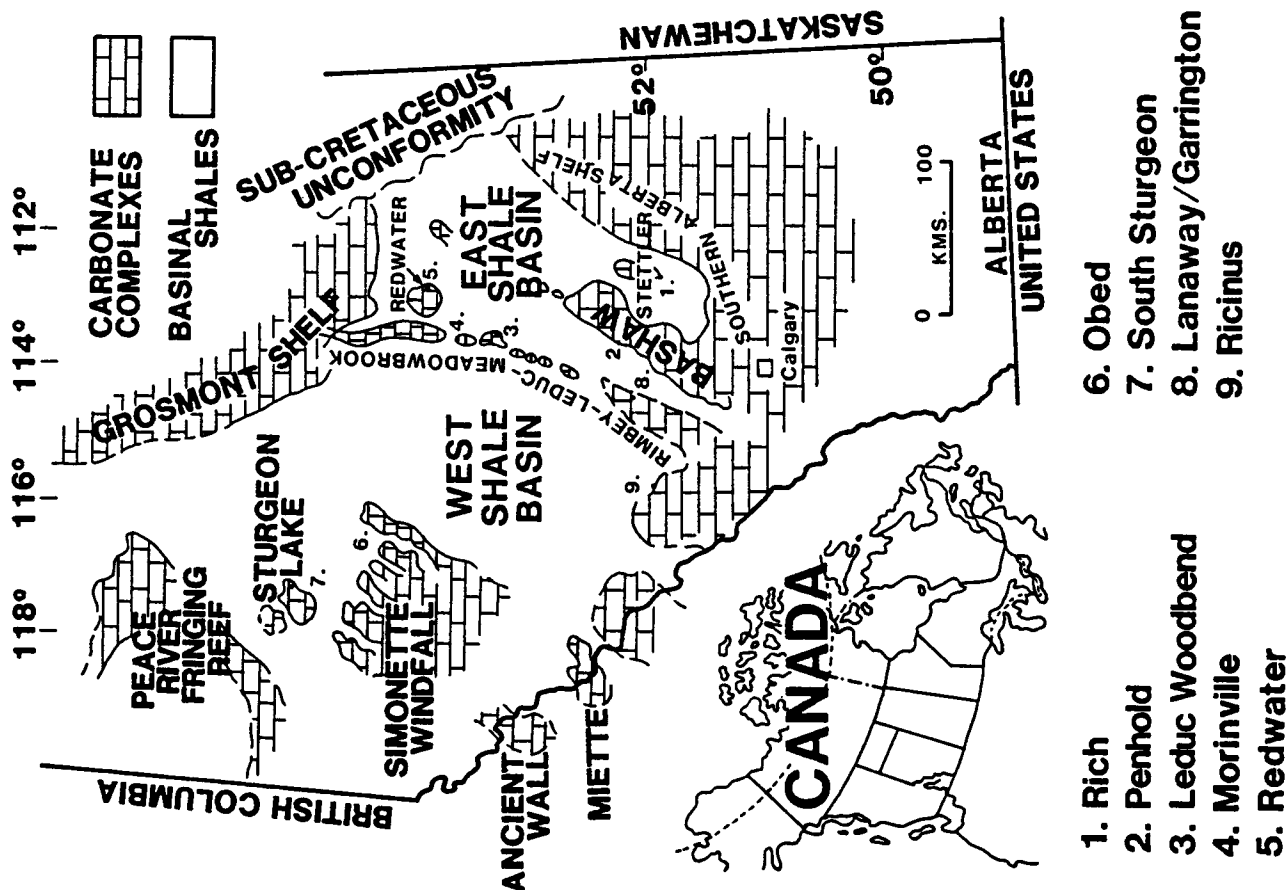 118°
116°
114°
112°
CARBONATE
COMPLEXES
BASINAL
SHALES
PEACE
RIVER
FRINGING
REEF
GROSMONT SHELF
SUB-CRETACEOUS
UNCONFORMITY
STURGEON
LAKE
7.
REDWATER
5.
SIMONETTE
WINDFALL
6.
WEST
SHALE
BASIN
EAST
SHALE
BASIN
4.
3.
RIMBEY-LEDUC-MEADOWBROOK
BRITISH COLUMBIA
SASKATCHEWAN
ANCIENT
WALL
MIETTE
9.
8.
2
BASHAW
STETTLER
1.
SOUTHERN ALBERTA SHELF
52°
50°
Calgary
0
100
KMS.
ALBERTA
UNITED STATES
CANADA
1. Rich
2. Penhold
3. Leduc Woodbend
4. Morinville
5. Redwater
6. Obed
7. South Sturgeon
8. Lanaway/Garrington
9. Ricinus